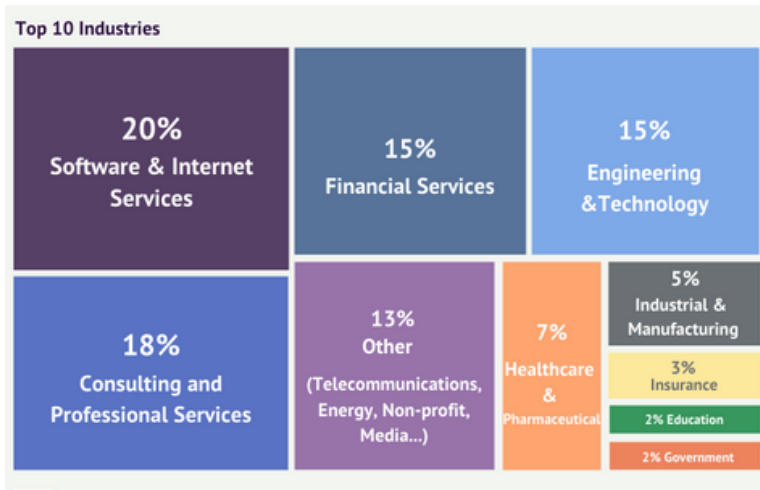 Top 10 Industries
20%
Software & Internet
Services
15%
Financial Services
15%
Engineering
&Technology
18%
Consulting and
Professional Services
13%
Other
(Telecommunications,
Energy, Non-profit,
Media...)
7%
Healthcare
&
Pharmaceutical
5%
Industrial &
Manufacturing
3%
Insurance
2% Education
2% Government